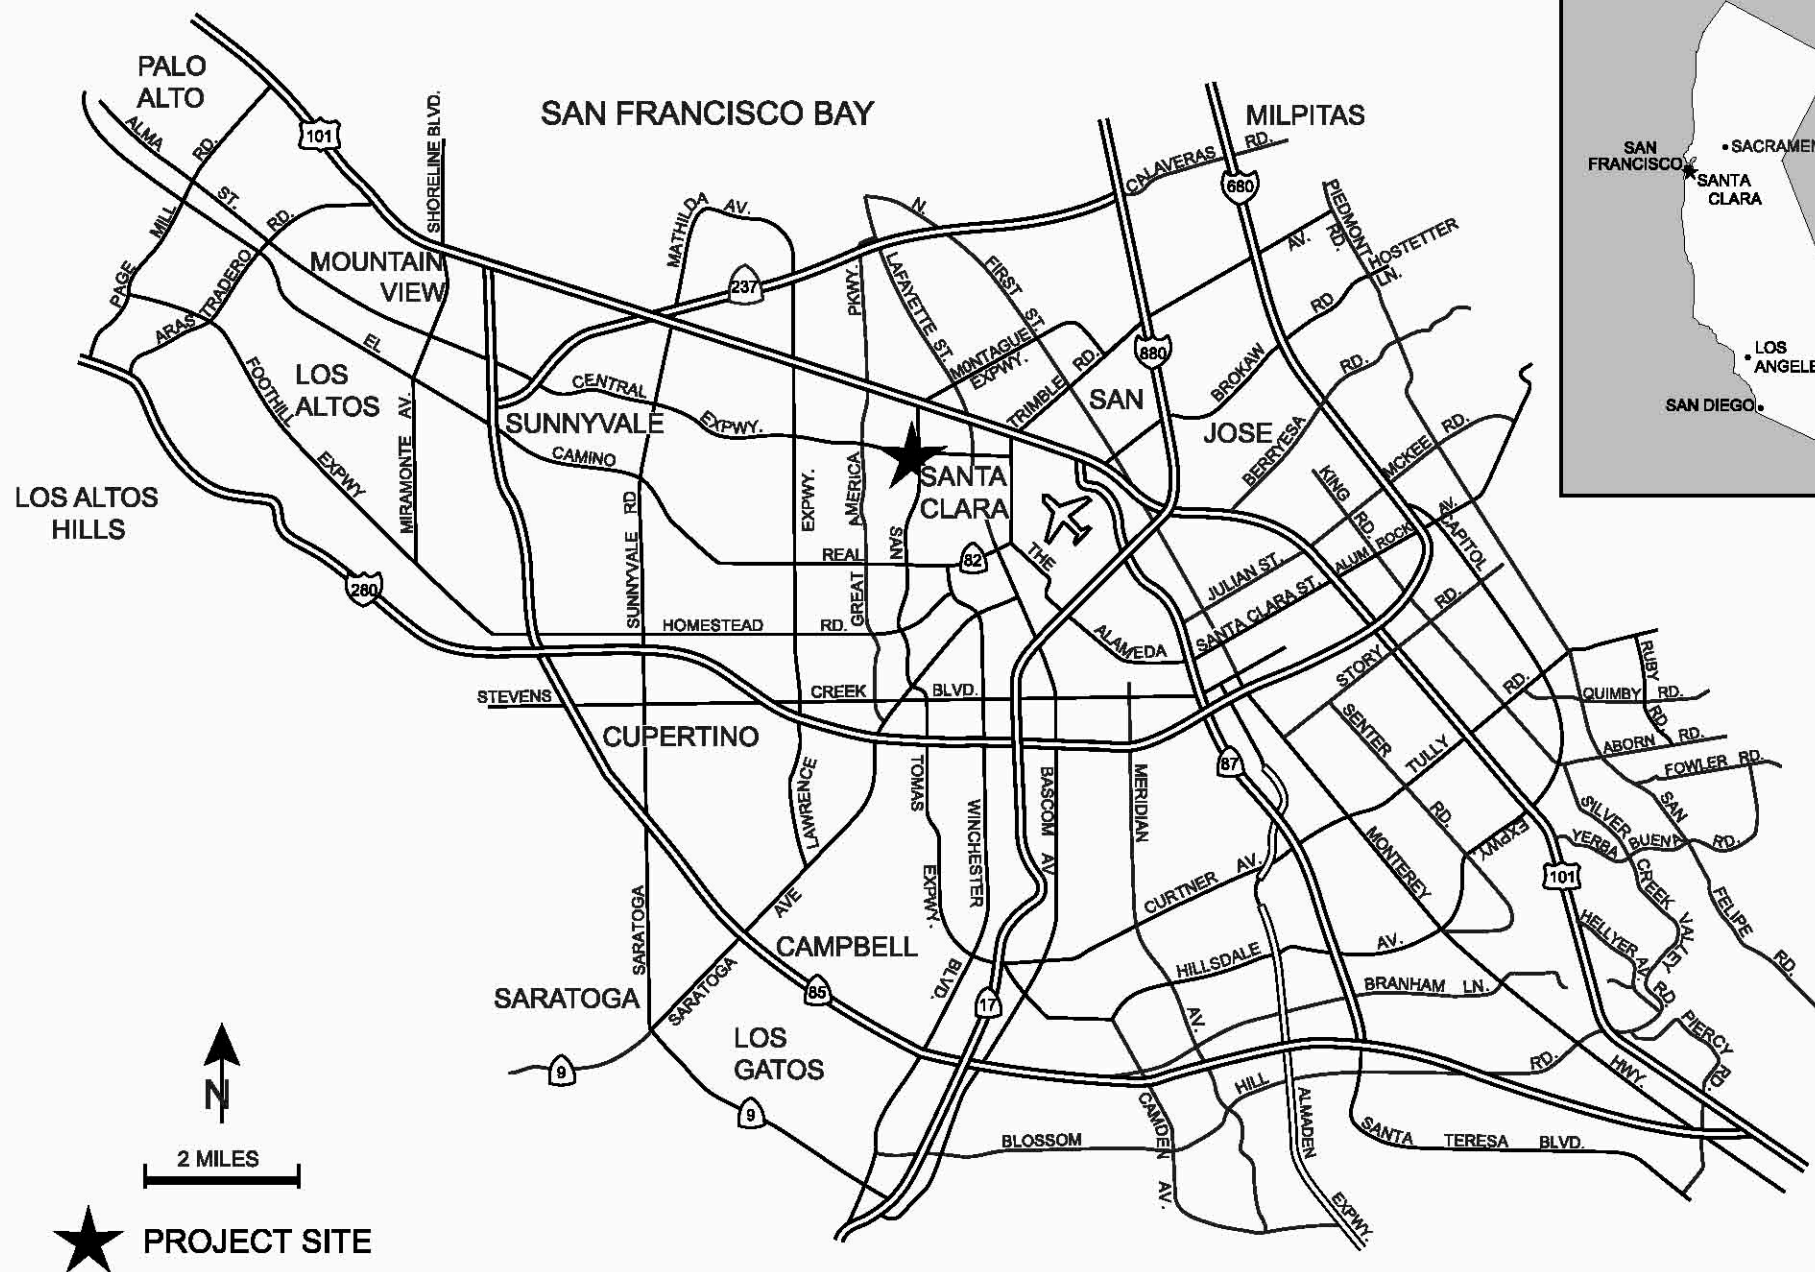 PALO
ALTO
SAN FRANCISCO BAY
MILPITAS
101
ALMA
ST.
PAGE
MILL
RD.
SHORELINE BLVD.
MATHILDA
AV.
N.
FIRST
ST.
CALAVERAS
RD.
680
PIEDMONT
RD.
HOSTETTER
LN.
ARASTRADERO
RD.
MOUNTAIN
VIEW
237
PKWY.
LAFAYETTE ST.
MONTAGUE
EXPWY.
TRIMBLE
RD.
AV.
880
BROKAW
RD
BERRYESA
RD.
EL
FOOTHILL
EXPWY
LOS
ALTOS
CENTRAL
EXPWY.
SUNNYVALE
CAMINO
MIRAMONTE
AV.
LOS ALTOS
HILLS
SAN
JOSE
SANTA
CLARA
MCKEE
RD.
KING
RD.
AV.
CAPITOL
EXPWY.
SUNNYVALE
RD
GREAT
AMERICA
SAN
REAL
82
THE
ALAMEDA
JULIAN ST.
SANTA CLARA ST.
ALUM
ROCK
RD.
280
HOMESTEAD
RD.
STEVENS
CREEK
BLVD.
CUPERTINO
STORY
RUBY
RD.
QUIMBY
RD.
RD.
SENTER
RD.
TULLY
ABORN
RD.
FOWLER
RD.
LAWRENCE
TOMAS
EXPWY.
WINCHESTER
BLVD.
BASCOM
AV
MERIDIAN
AV.
87
MONTEREY
HWY.
EXPWY.
SILVER
CREEK
VALLEY
RD.
YERBA
BUENA
RD.
SAN
FELIPE
RD.
101
SARATOGA
SARATOGA
AVE
CAMPBELL
CURTNER
AV.
HILLSDALE
AV.
HELLYER
AV.
BRANHAM
LN.
SARATOGA
85
17
LOS
GATOS
9
9
PIERCY
RD.
HILL
RD.
BLOSSOM
CAMDEN
AV.
ALMADEN
EXPWY.
SANTA
TERESA
BLVD.
N
2 MILES
PROJECT SITE
SAN
FRANCISCO
SACRAMEN
SANTA
CLARA
LOS
ANGELE
SAN DIEGO